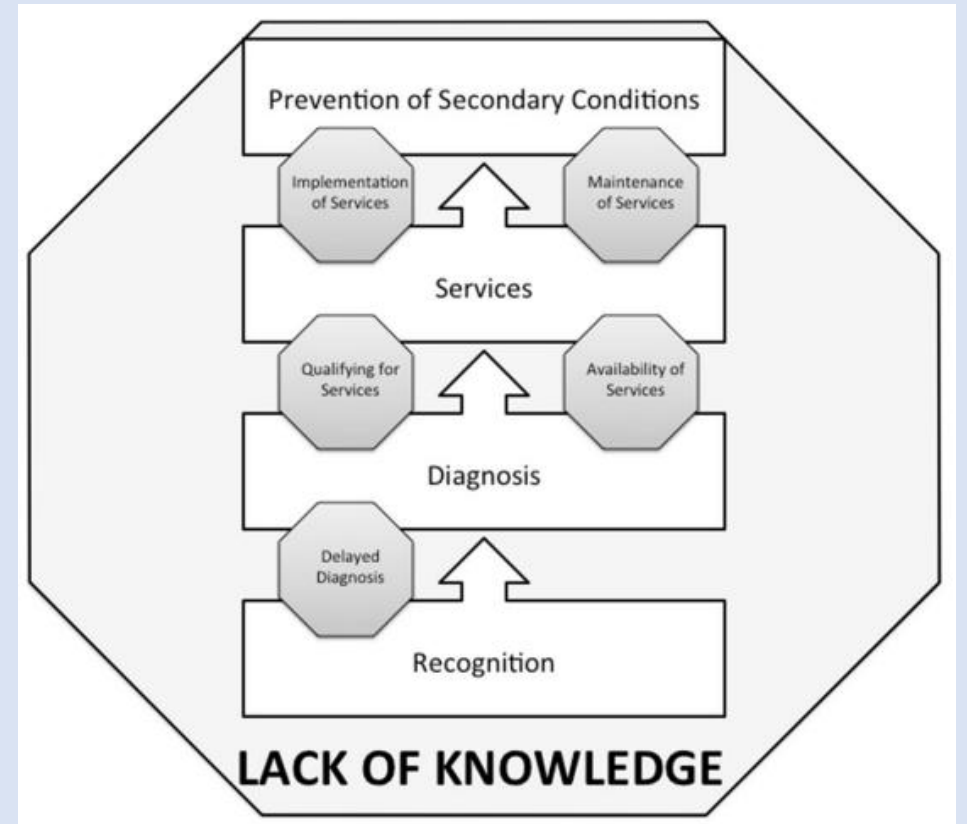 Prevention of Secondary Conditions
Implementation
of Services
Maintenance
of Services
Services
Qualifying for
Services
Availability of
Services
Diagnosis
Delayed
Diagnosis
Recognition
LACK OF KNOWLEDGE